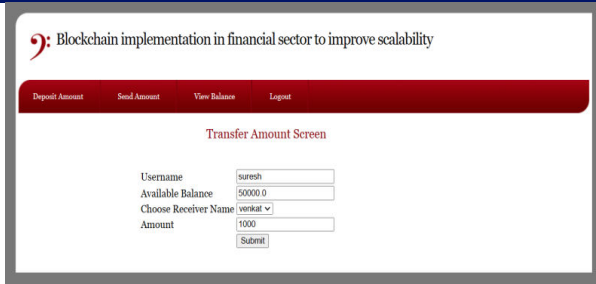 Blockchain implementation in financial sector to improve scalability
Deposit Amount Send Amount View Balance Logout
Transfer Amount Screen
Username suresh
Available Balance 50000.0
Choose Receiver Name venkat
Amount 1000
Submit